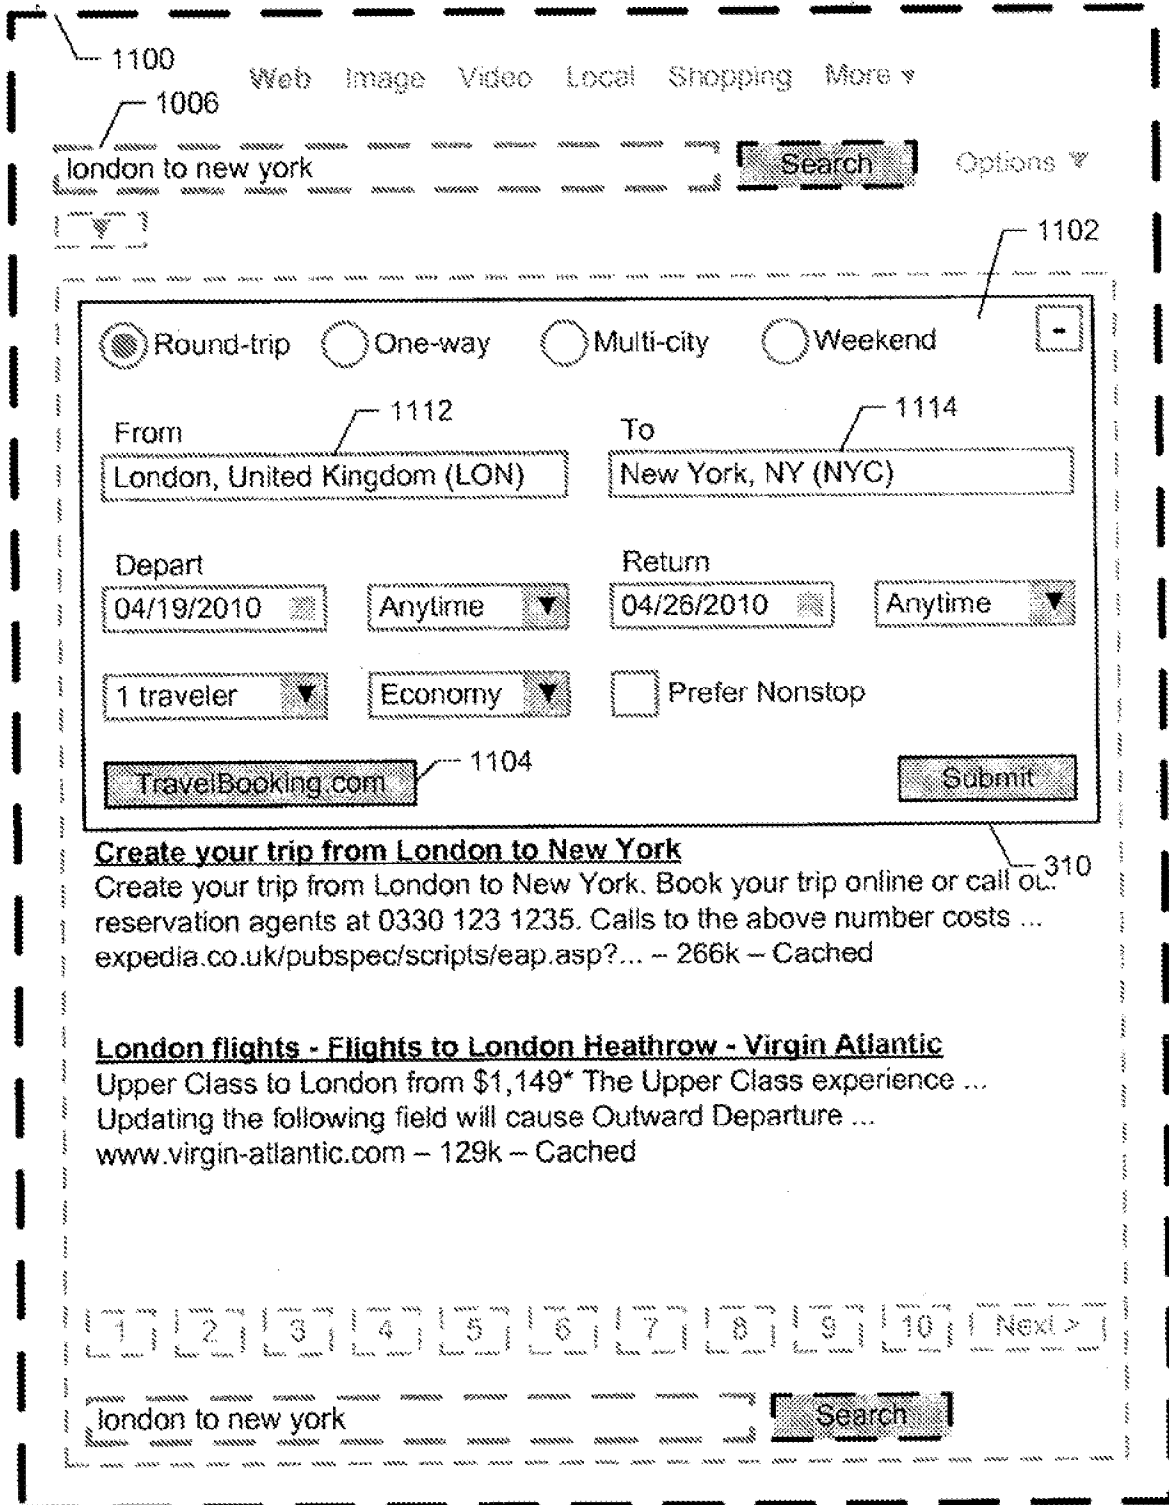 1100
Web Image Video Local Shopping More ▼
1006
london to new york Search Options ▼
▼
1102
Round-trip One-way Multi-city Weekend -
1112 1114
From To
London, United Kingdom (LON) New York, NY (NYC)
Depart Return
04/19/2010 Anytime ▼ 04/26/2010 Anytime ▼
1 traveler ▼ Economy ▼ Prefer Nonstop
1104
TravelBooking.com Submit
310
Create your trip from London to New York
Create your trip from London to New York. Book your trip online or call
reservation agents at 0330 123 1235. Calls to the above number costs ...
expedia.co.uk/pubspec/scripts/eap.asp?... – 266k – Cached
London flights - Flights to London Heathrow - Virgin Atlantic
Upper Class to London from $1,149* The Upper Class experience ...
Updating the following field will cause Outward Departure ...
www.virgin-atlantic.com – 129k – Cached
1 2 3 4 5 6 7 8 9 10 Next >
london to new york Search